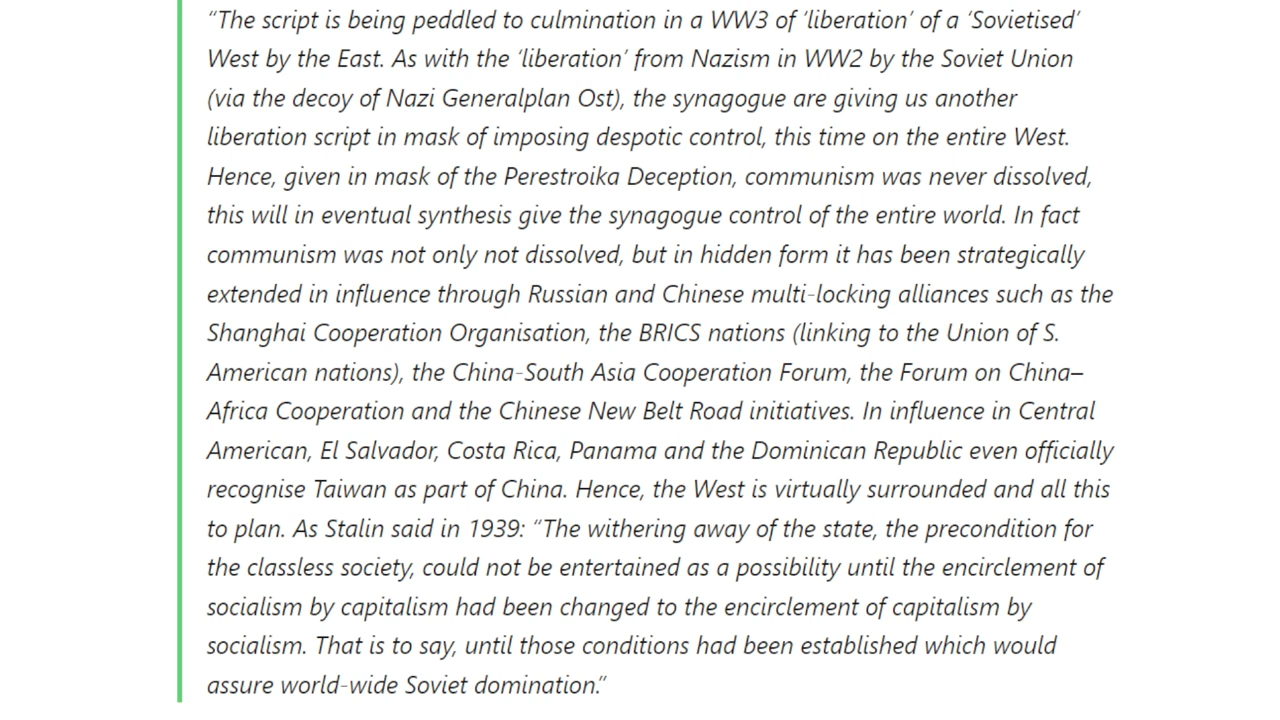 “The script is being peddled to culmination in a WW3 of ‘liberation’ of a ‘Sovietised’
West by the East. As with the ‘liberation’ from Nazism in WW2 by the Soviet Union
(via the decoy of Nazi Generalplan Ost), the synagogue are giving us another
liberation script in mask of imposing despotic control, this time on the entire West.
Hence, given in mask of the Perestroika Deception, communism was never dissolved,
this will in eventual synthesis give the synagogue control of the entire world. In fact
communism was not only not dissolved, but in hidden form it has been strategically
extended in influence through Russian and Chinese multi-locking alliances such as the
Shanghai Cooperation Organisation, the BRICS nations (linking to the Union of S.
American nations), the China-South Asia Cooperation Forum, the Forum on China–
Africa Cooperation and the Chinese New Belt Road initiatives. In influence in Central
American, El Salvador, Costa Rica, Panama and the Dominican Republic even officially
recognise Taiwan as part of China. Hence, the West is virtually surrounded and all this
to plan. As Stalin said in 1939: “The withering away of the state, the precondition for
the classless society, could not be entertained as a possibility until the encirclement of
socialism by capitalism had been changed to the encirclement of capitalism by
socialism. That is to say, until those conditions had been established which would
assure world-wide Soviet domination.”